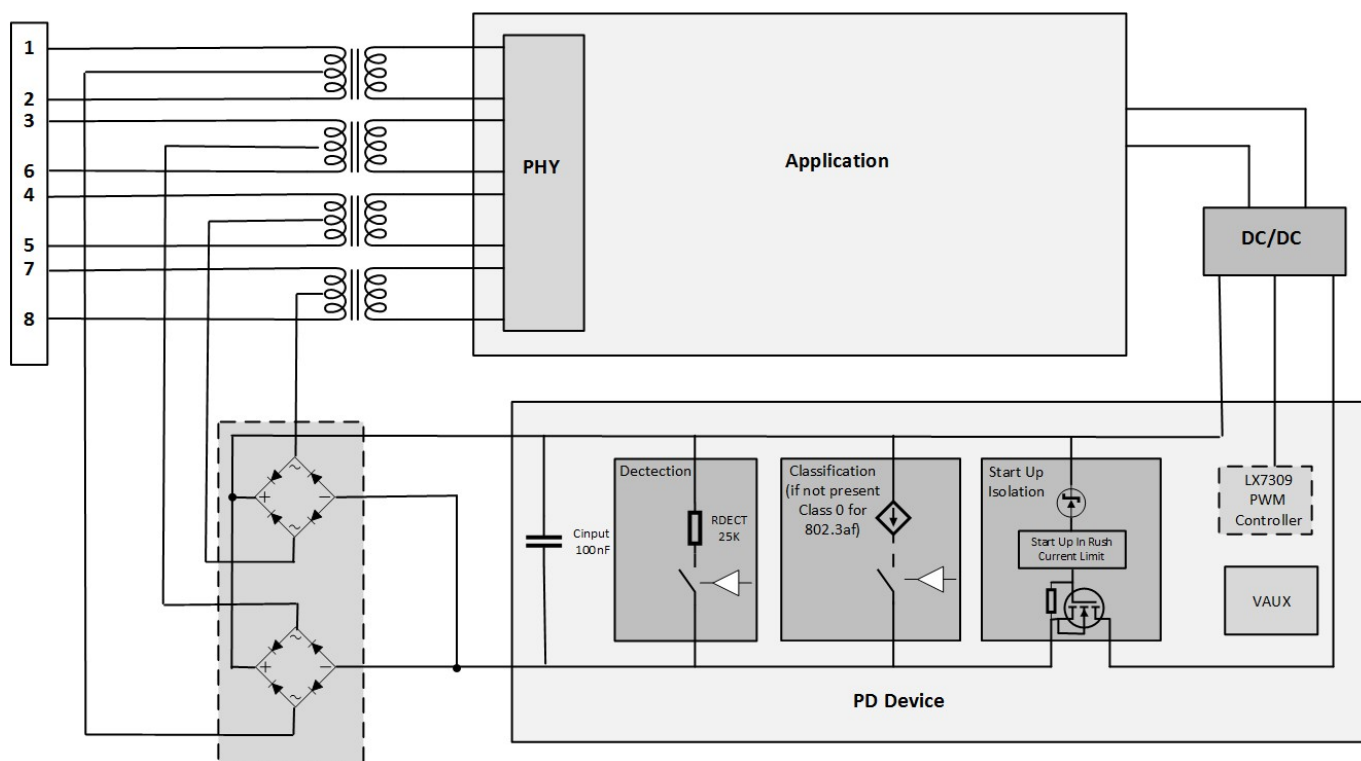 1
2
3
6
4
5
7
8
PHY
Application
DC/DC
~
+
−
~
~
+
−
~
Cinput
100nF
Dectection
RDECT
25K
Classification
(if not present
Class 0 for
802.3af)
Start Up
Isolation
Start Up In Rush
Current Limit
LX7309
PWM
Controller
VAUX
PD Device